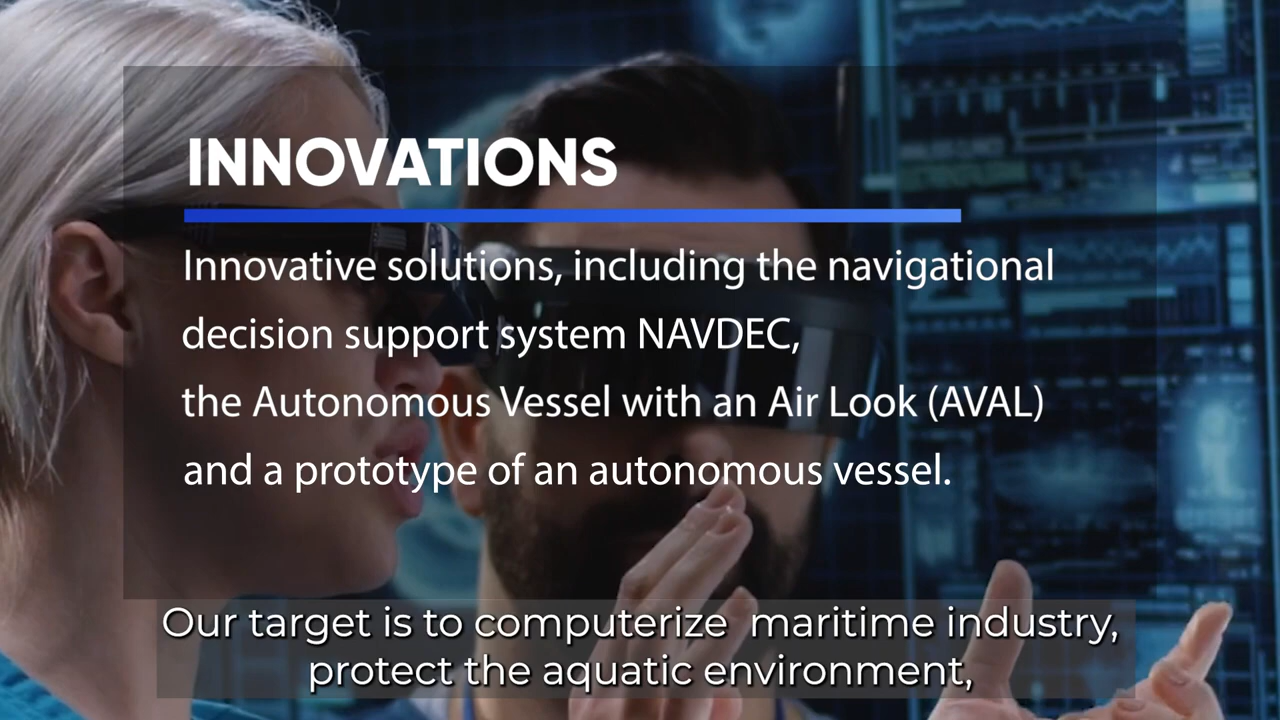 INNOVATIONS
Innovative solutions, including the navigational
decision support system NAVDEC,
the Autonomous Vessel with an Air Look (AVAL)
and a prototype of an autonomous vessel.
Our target is to computerize  maritime industry,
protect the aquatic environment,